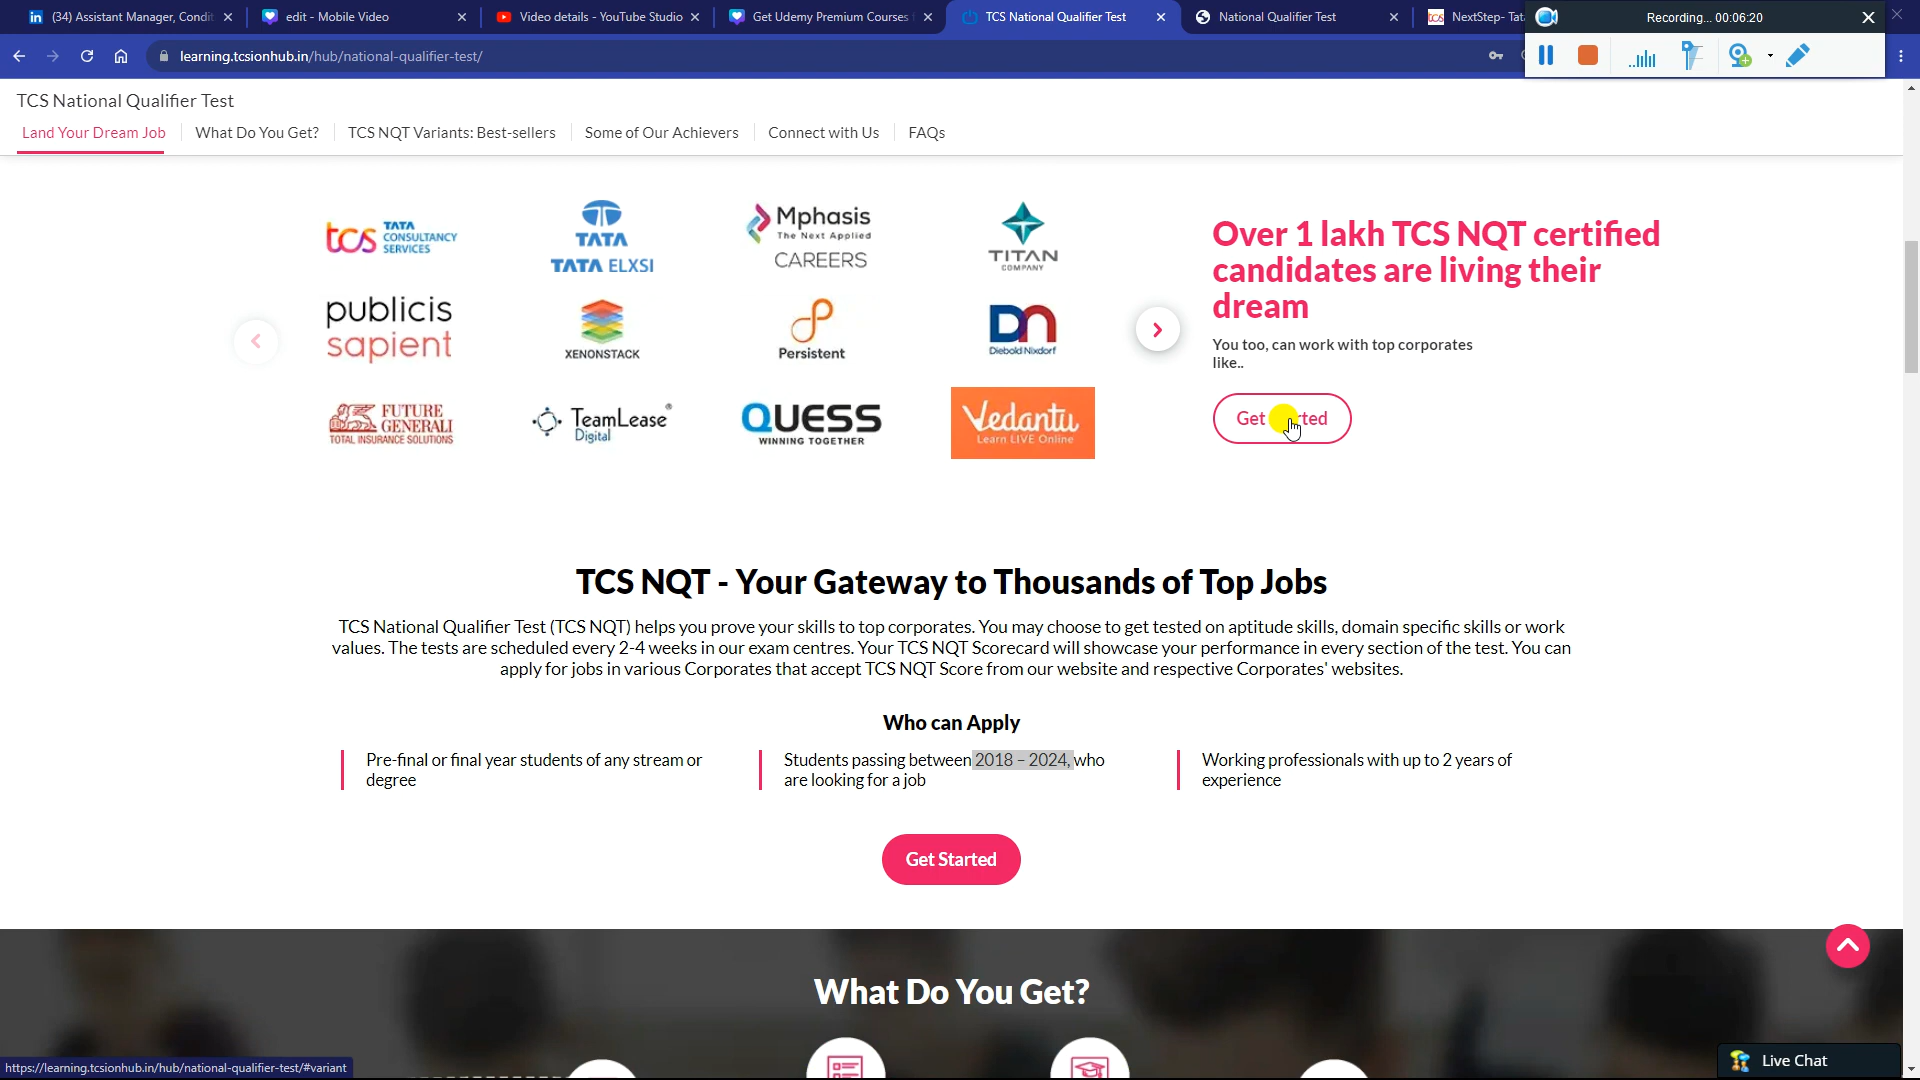 (34) Assistant Manager, Condit
edit - Mobile Video
Video details - YouTube Studio
Get Udemy Premium Courses
TCS National Qualifier Test
National Qualifier Test
NextStep- Tat
Recording... 00:06:20
learning.tcsionhub.in/hub/national-qualifier-test/
TCS National Qualifier Test
Land Your Dream Job
What Do You Get?
TCS NQT Variants: Best-sellers
Some of Our Achievers
Connect with Us
FAQs
tcs TATA CONSULTANCY SERVICES
TATA
TATA ELXSI
Mphasis
The Next Applied
CAREERS
TITAN
COMPANY
publicis
sapient
XENONSTACK
Persistent
DN
Diebold Nixdorf
FUTURE
GENERALI
TOTAL INSURANCE SOLUTIONS
TeamLease®
Digital
QUESS
WINNING TOGETHER
Vedantu
Learn LIVE Online
Over 1 lakh TCS NQT certified
candidates are living their
dream
You too, can work with top corporates
like..
Get ted
TCS NQT - Your Gateway to Thousands of Top Jobs
TCS National Qualifier Test (TCS NQT) helps you prove your skills to top corporates. You may choose to get tested on aptitude skills, domain specific skills or work
values. The tests are scheduled every 2-4 weeks in our exam centres. Your TCS NQT Scorecard will showcase your performance in every section of the test. You can
apply for jobs in various Corporates that accept TCS NQT Score from our website and respective Corporates' websites.
Who can Apply
Pre-final or final year students of any stream or
degree
Students passing between 2018 – 2024, who
are looking for a job
Working professionals with up to 2 years of
experience
Get Started
What Do You Get?
https://learning.tcsionhub.in/hub/national-qualifier-test/#variant
Live Chat